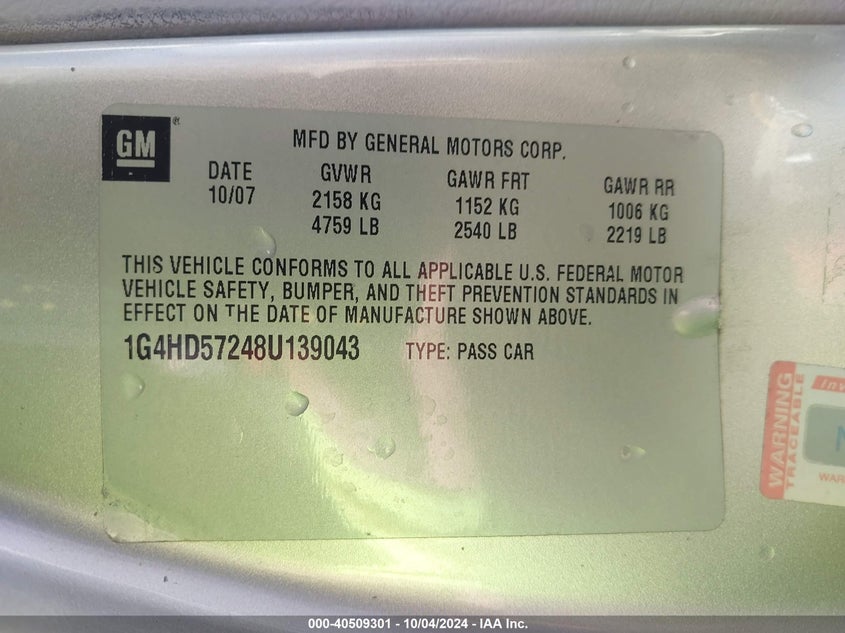 GM
MFD BY GENERAL MOTORS CORP.
DATE GVWR GAWR FRT GAWR RR
10/07 2158 KG 1152 KG 1006 KG
4759 LB 2540 LB 2219 LB
THIS VEHICLE CONFORMS TO ALL APPLICABLE U.S. FEDERAL MOTOR
VEHICLE SAFETY, BUMPER, AND THEFT PREVENTION STANDARDS IN
EFFECT ON THE DATE OF MANUFACTURE SHOWN ABOVE.
1G4HD57248U139043 TYPE: PASS CAR
WARNING
TRACEABLE
000-40509301 - 10/04/2024 - IAA Inc.